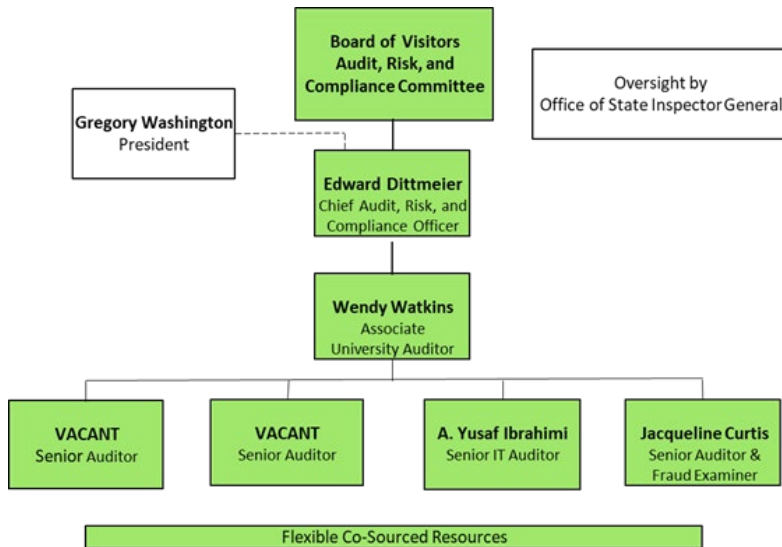 Board of Visitors
Audit, Risk, and
Compliance Committee
Oversight by
Office of State Inspector General
Gregory Washington
President
Edward Dittmeier
Chief Audit, Risk, and
Compliance Officer
Wendy Watkins
Associate
University Auditor
VACANT
Senior Auditor
VACANT
Senior Auditor
A. Yusaf Ibrahimi
Senior IT Auditor
Jacqueline Curtis
Senior Auditor &
Fraud Examiner
Flexible Co-Sourced Resources